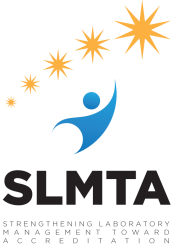 SLMTA
STRENGTHENING LABORATORY
MANAGEMENT TOWARD
ACCREDITATION